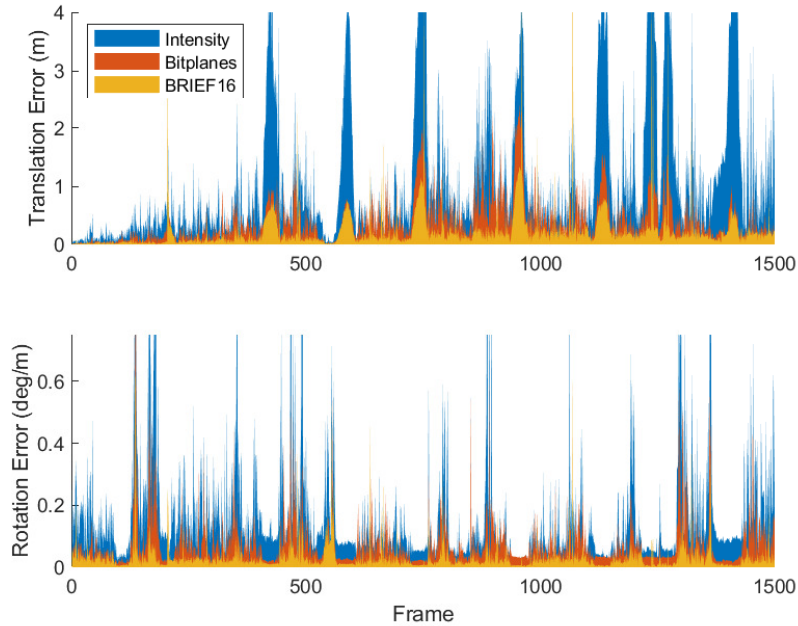 Translation Error (m)
4
3
2
1
0
Intensity
Bitplanes
BRIEF16
0
500
1000
1500
Rotation Error (deg/m)
0.6
0.4
0.2
0
0
500
1000
1500
Frame